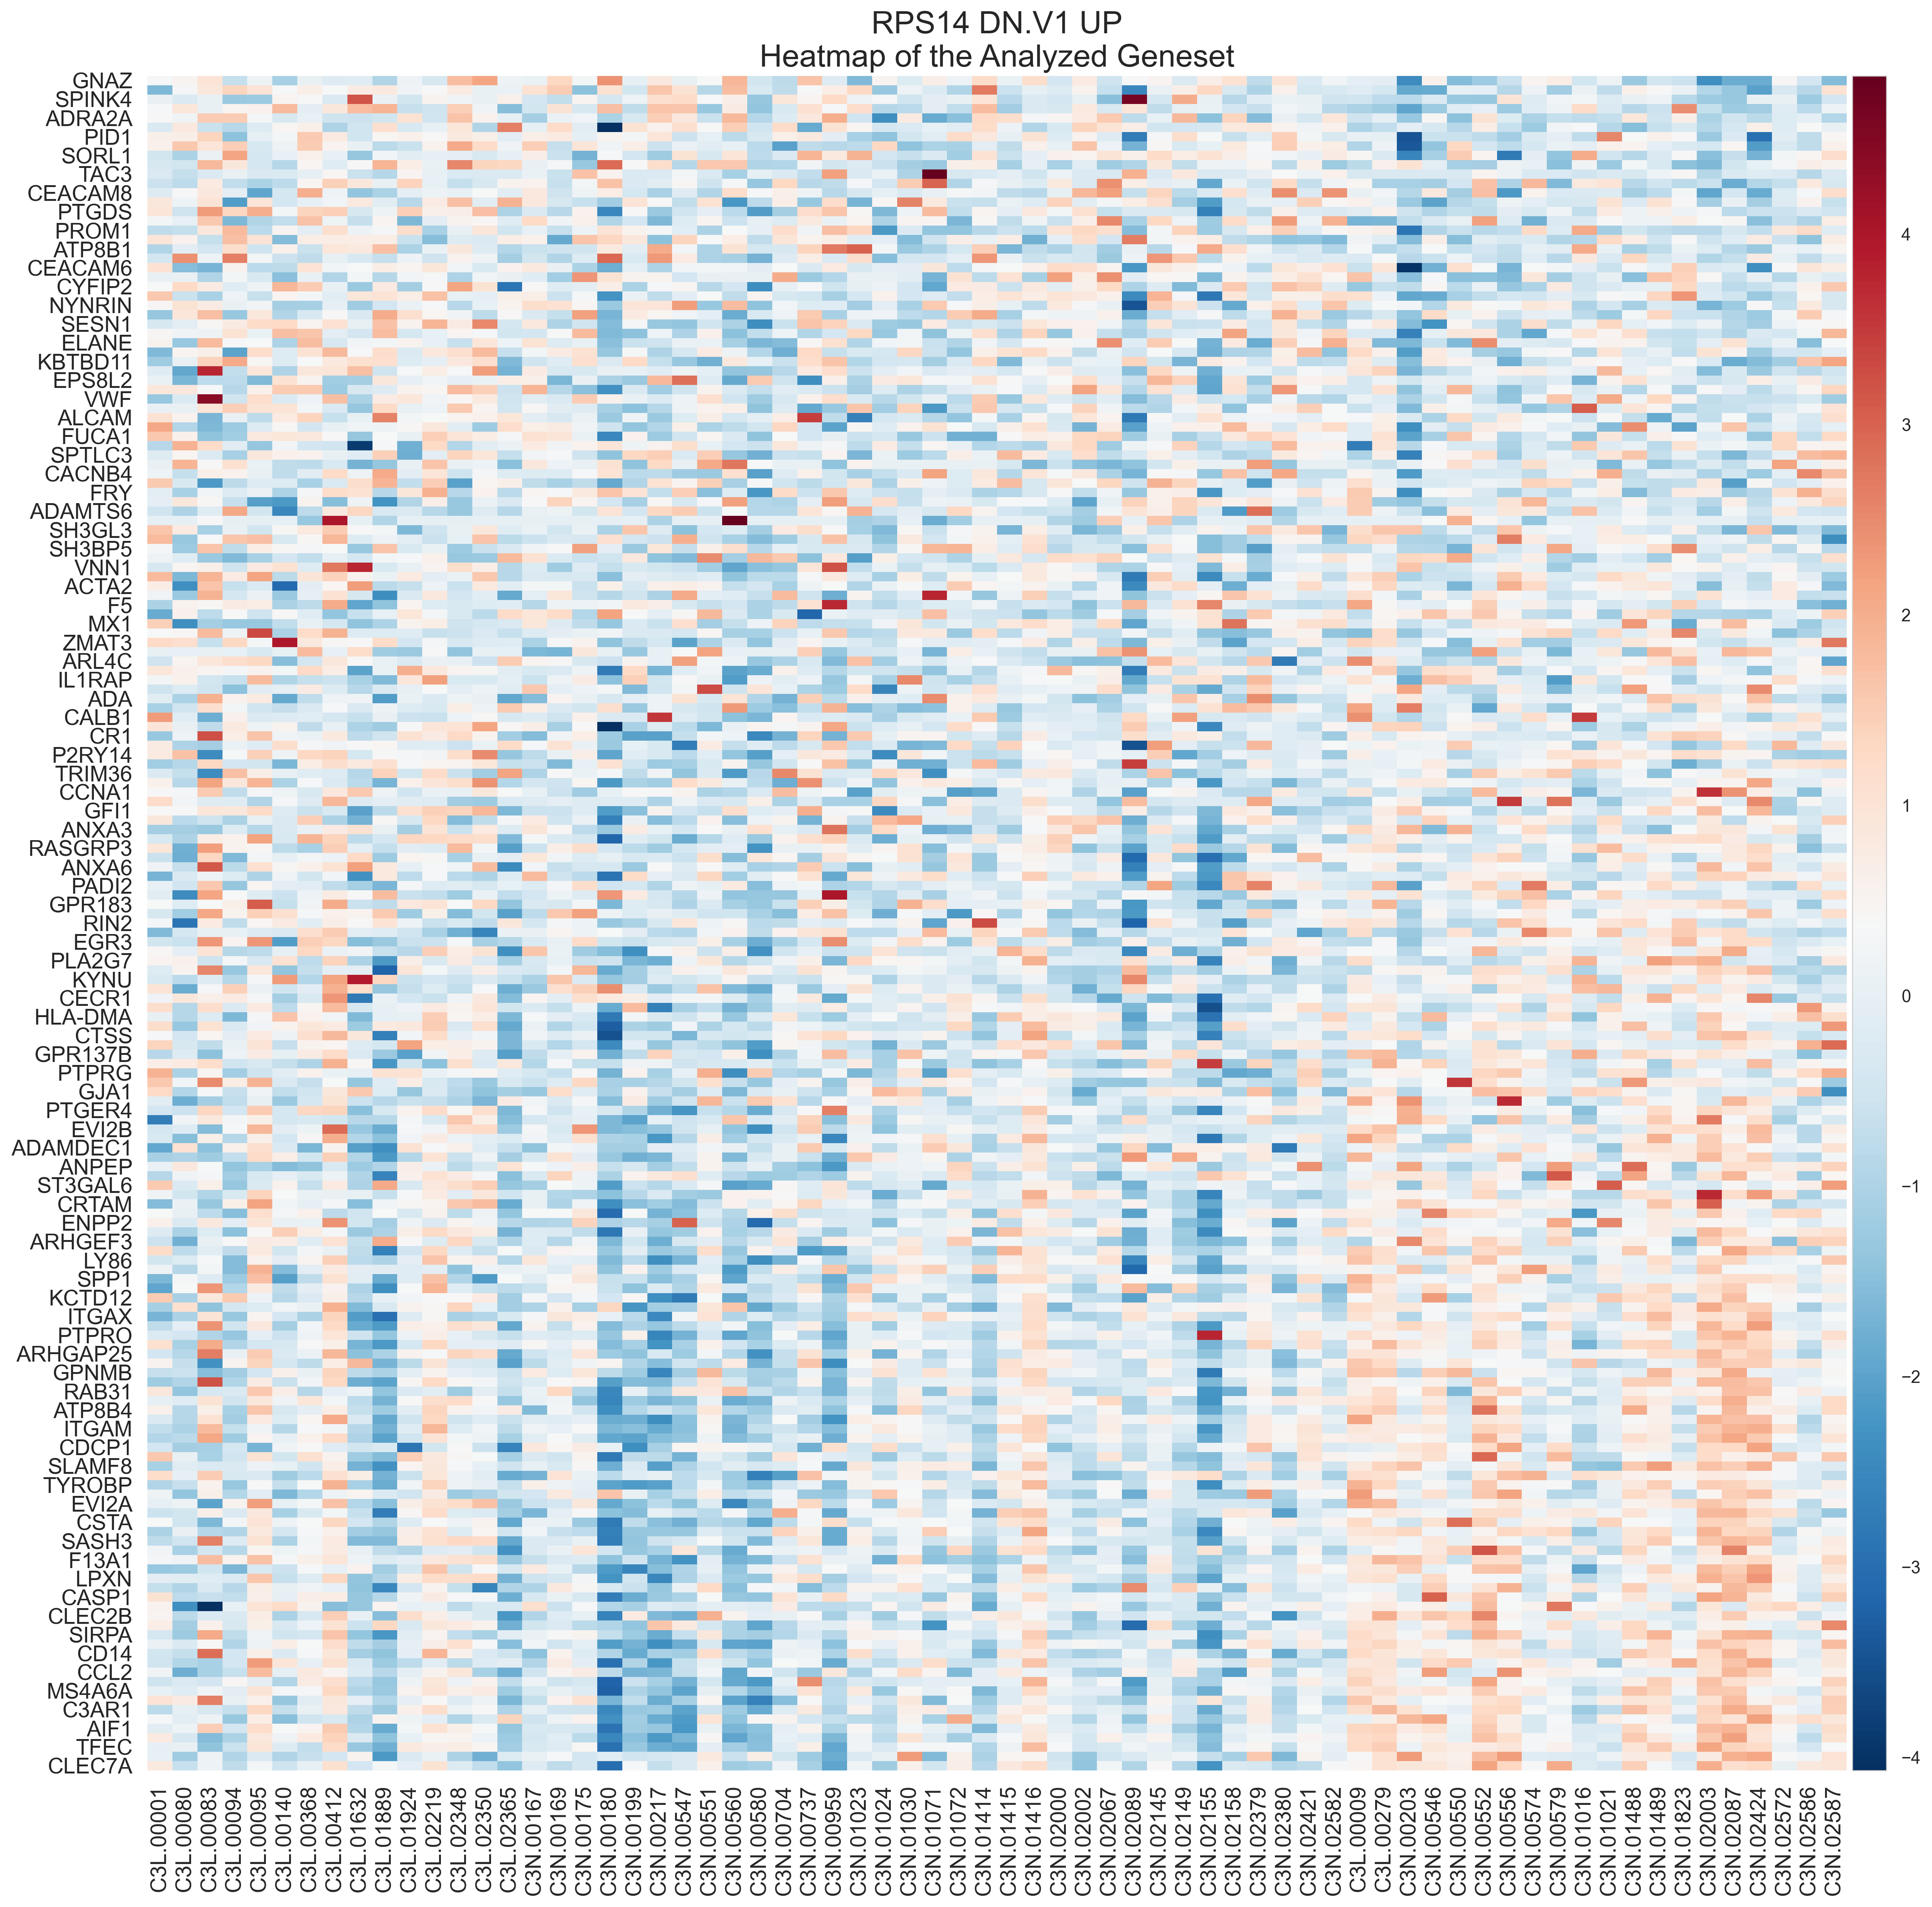 RPS14 DN.V1 UP
Heatmap of the Analyzed Geneset
GNAZ
SPINK4
ADRA2A
PID1
SORL1
TAC3
CEACAM8
PTGDS
PROM1
ATP8B1
CEACAM6
CYFIP2
NYNRIN
SESN1
ELANE
KBTBD11
EPS8L2
VWF
ALCAM
FUCA1
SPTLC3
CACNB4
FRY
ADAMTS6
SH3GL3
SH3BP5
VNN1
ACTA2
F5
MX1
ZMAT3
ARL4C
IL1RAP
ADA
CALB1
CR1
P2RY14
TRIM36
CCNA1
GFI1
ANXA3
RASGRP3
ANXA6
PADI2
GPR183
RIN2
EGR3
PLA2G7
KYNU
CECR1
HLA-DMA
CTSS
GPR137B
PTPRG
GJA1
PTGER4
EVI2B
ADAMDEC1
ANPEP
ST3GAL6
CRTAM
ENPP2
ARHGEF3
LY86
SPP1
KCTD12
ITGAX
PTPRO
ARHGAP25
GPNMB
RAB31
ATP8B4
ITGAM
CDCP1
SLAMF8
TYROBP
EVI2A
CSTA
SASH3
F13A1
LPXN
CASP1
CLEC2B
SIRPA
CD14
CCL2
MS4A6A
C3AR1
AIF1
TFEC
CLEC7A
4
3
2
1
0
−1
−2
−3
−4
C3L.00001
C3L.00080
C3L.00083
C3L.00094
C3L.00095
C3L.00140
C3L.00368
C3L.00412
C3L.01632
C3L.01889
C3L.01924
C3L.02219
C3L.02348
C3L.02350
C3L.02365
C3N.00167
C3N.00169
C3N.00175
C3N.00180
C3N.00199
C3N.00217
C3N.00547
C3N.00551
C3N.00560
C3N.00580
C3N.00704
C3N.00737
C3N.00959
C3N.01023
C3N.01024
C3N.01030
C3N.01071
C3N.01072
C3N.01414
C3N.01415
C3N.01416
C3N.02000
C3N.02002
C3N.02067
C3N.02089
C3N.02145
C3N.02149
C3N.02155
C3N.02158
C3N.02379
C3N.02380
C3N.02421
C3N.02582
C3L.00009
C3L.00279
C3N.00203
C3N.00546
C3N.00550
C3N.00552
C3N.00556
C3N.00574
C3N.00579
C3N.01016
C3N.01021
C3N.01488
C3N.01489
C3N.01823
C3N.02003
C3N.02087
C3N.02424
C3N.02572
C3N.02586
C3N.02587